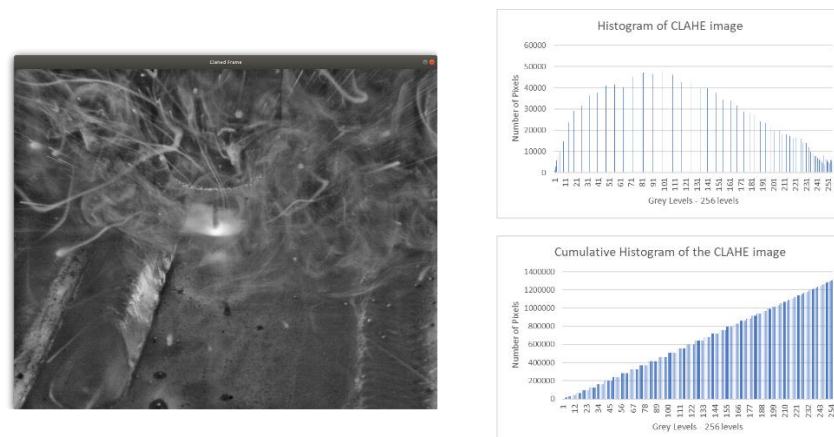 Clahed Frame
Histogram of CLAHE image
Number of Pixels
60000
50000
40000
30000
20000
10000
0
1 11 21 31 41 51 61 71 81 91 101 111 121 131 141 151 161 171 181 191 201 211 221 231 241 251
Grey Levels - 256 levels
Cumulative Histogram of the CLAHE image
Number of Pixels
1400000
1200000
1000000
800000
600000
400000
200000
0
1 12 23 34 45 56 67 78 89 100 111 122 133 144 155 166 177 188 199 210 221 232 243 254
Grey Levels - 256 levels